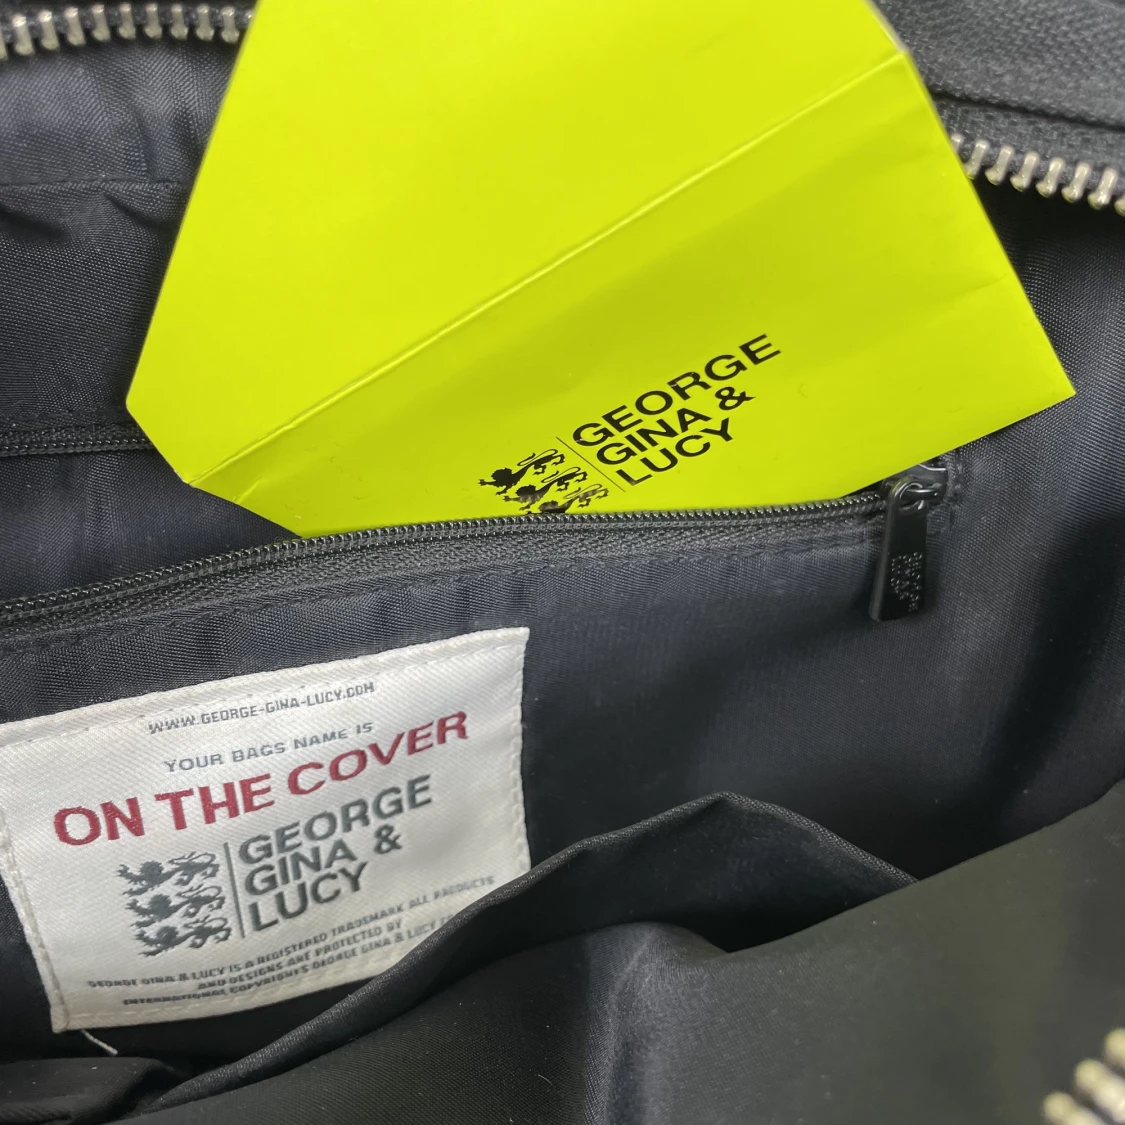 GEORGE
GINA &
LUCY
WWW.GEORGE-GINA-LUCY.COM
YOUR BAGS NAME IS
ON THE COVER
GEORGE
GINA &
LUCY
GEORGE GINA & LUCY IS A REGISTERED TRADEMARK ALL PRODUCTS
AND DESIGNS ARE PROTECTED BY
INTERNATIONAL COPYRIGHTS GEORGE GINA & LUCY